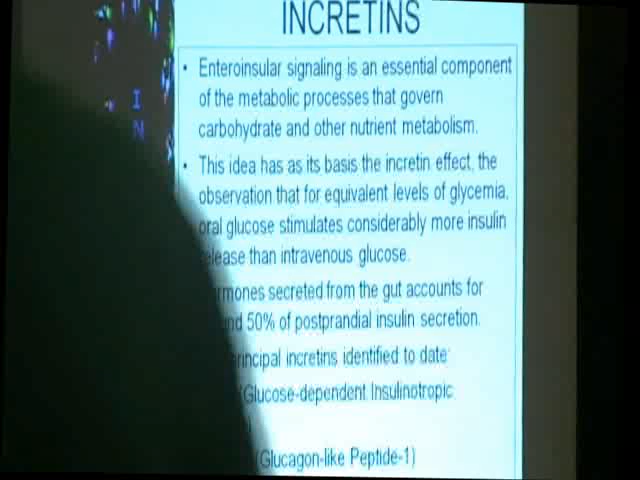 INCRETINS
• Enteroinsular signaling is an essential component
of the metabolic processes that govern
carbohydrate and other nutrient metabolism.
• This idea has as its basis the incretin effect, the
observation that for equivalent levels of glycemia,
oral glucose stimulates considerably more insulin
elease than intravenous glucose.
rmones secreted from the gut accounts for
nd 50% of postprandial insulin secretion.
rincipal incretins identified to date:
(Glucose-dependent Insulinotropic
)
(Glucagon-like Peptide-1)
I
N